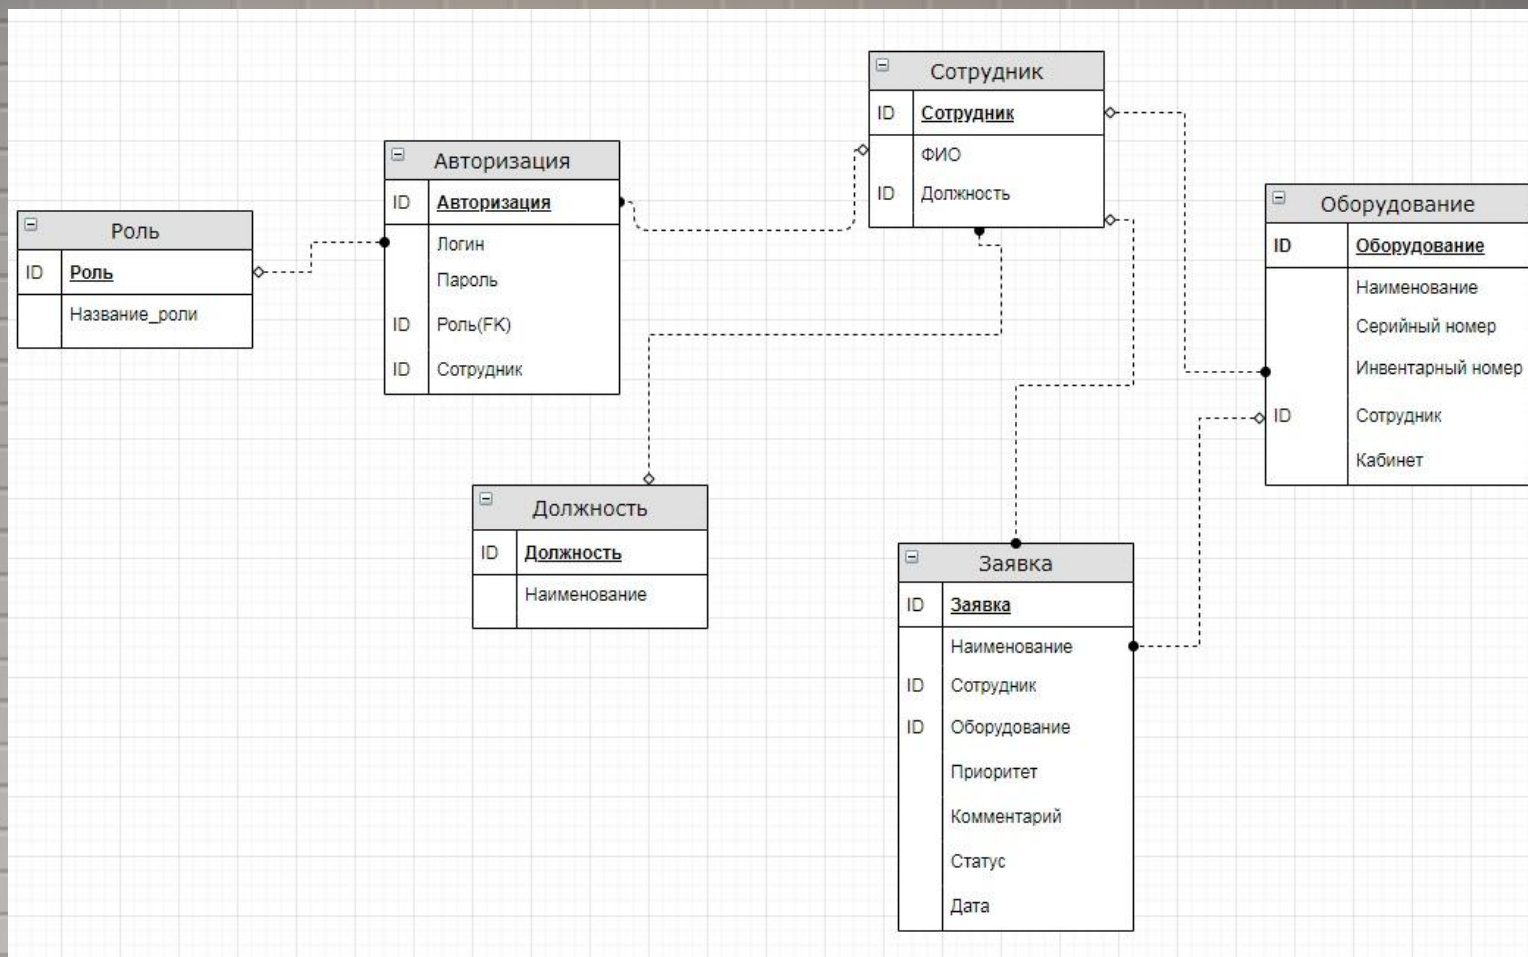 Роль
ID Роль
Название_роли
Авторизация
ID Авторизация
Логин
Пароль
ID Роль(FK)
ID Сотрудник
Сотрудник
ID Сотрудник
ФИО
ID Должность
Должность
ID Должность
Наименование
Оборудование
ID Оборудование
Наименование
Серийный номер
Инвентарный номер
ID Сотрудник
Кабинет
Заявка
ID Заявка
Наименование
ID Сотрудник
ID Оборудование
Приоритет
Комментарий
Статус
Дата